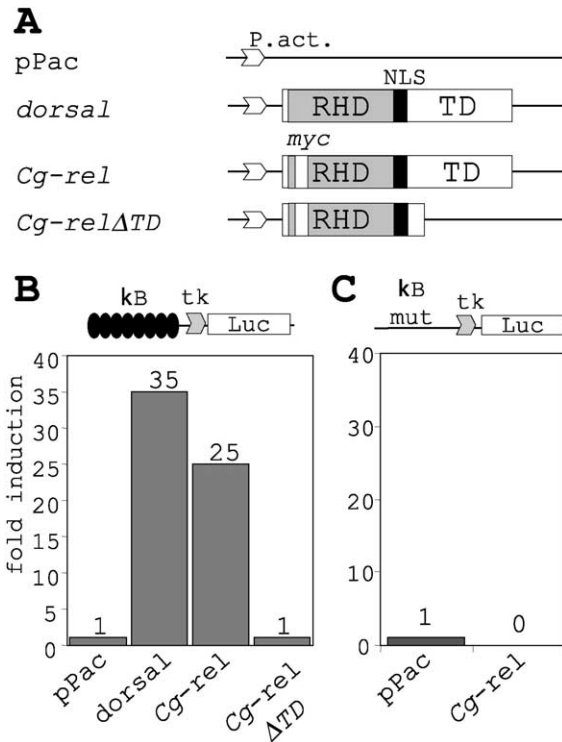 A
P.act.
pPac
NLS
dorsal RHD TD
myc
Cg-rel RHD TD
Cg-relΔTD RHD
B
kB tk
Luc
fold induction
40
35
30
25
20
15
10
5
0
1
35
25
1
pPac
dorsal
Cg-rel
Cg-rel
ΔTD
C
kB
mut tk
Luc
40
30
20
10
0
1
0
pPac
Cg-rel